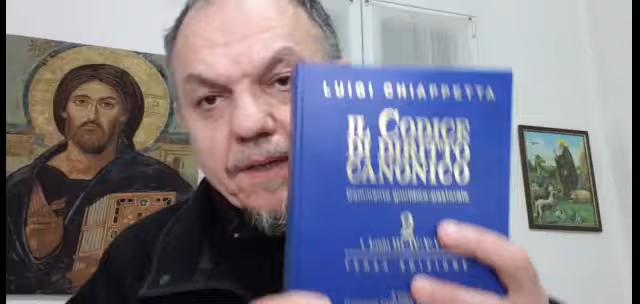 LUIGI CHIAPPETTA
IL CODICE
DI DIRITTO
CANONICO
Commento giuridico-pastorale
2
TERZA EDIZIONE